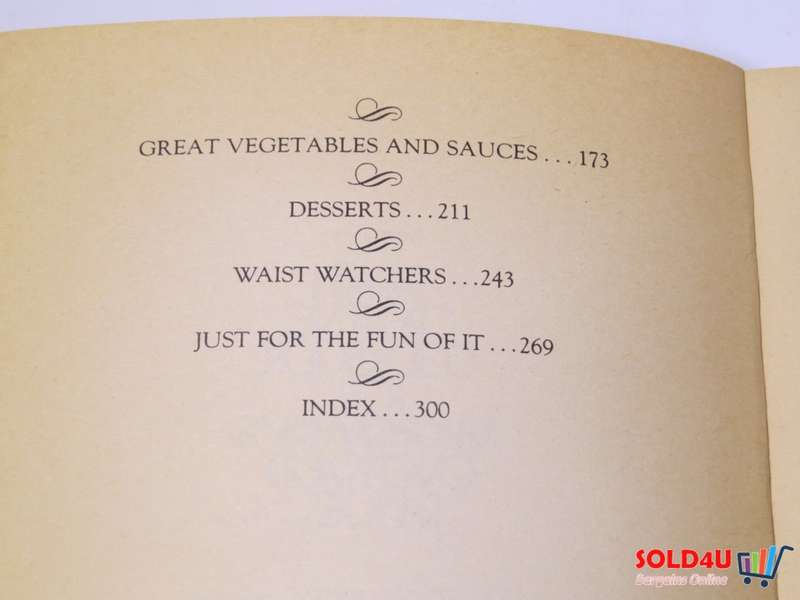 GREAT VEGETABLES AND SAUCES...173
DESSERTS...211
WAIST WATCHERS...243
JUST FOR THE FUN OF IT...269
INDEX...300
SOLD4U
Bargains Online